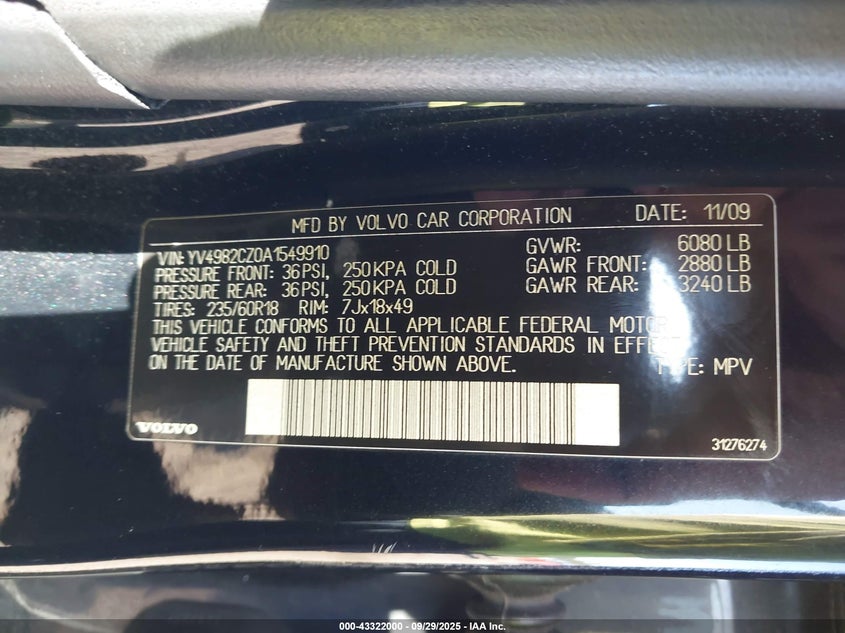 MFD BY VOLVO CAR CORPORATION DATE: 11/09
VIN: YV4982CZ0A1549910 GVWR: 6080 LB
PRESSURE FRONT: 36 PSI, 250 KPA COLD GAWR FRONT: 2880 LB
PRESSURE REAR: 36 PSI, 250 KPA COLD GAWR REAR: 3240 LB
TIRES: 235/60R18 RIM: 7Jx18x49
THIS VEHICLE CONFORMS TO ALL APPLICABLE FEDERAL MOTOR
VEHICLE SAFETY AND THEFT PREVENTION STANDARDS IN EFFECT
ON THE DATE OF MANUFACTURE SHOWN ABOVE. TYPE: MPV
VOLVO 31276274
000-43322000 - 09/29/2025 - IAA Inc.